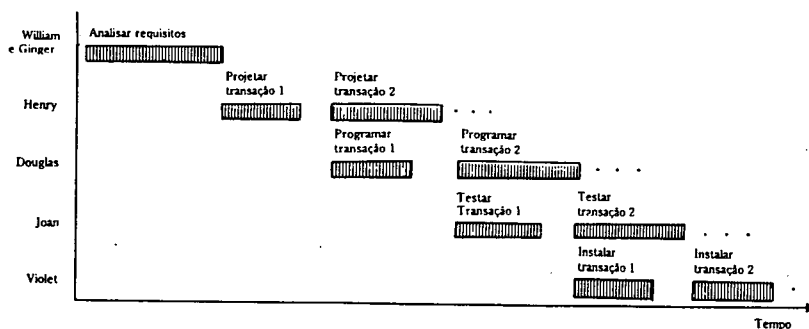 William
e Ginger
Analisar requisitos
Henry
Projetar
transação 1
Projetar
transação 2
. . .
Douglas
Programar
transação 1
Programar
transação 2
. . .
Joan
Testar
Transação 1
Testar
transação 2
. . .
Violet
Instalar
transação 1
Instalar
transação 2
.
Tempo